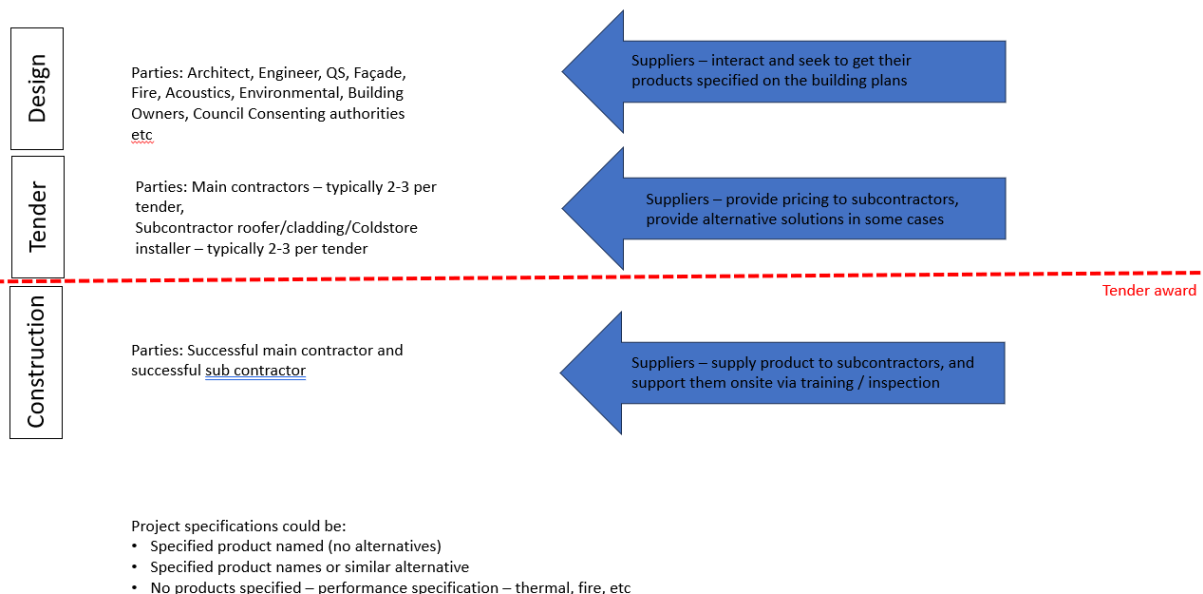 Design
Parties: Architect, Engineer, QS, Façade,
Fire, Acoustics, Environmental, Building
Owners, Council Consenting authorities
etc
Suppliers – interact and seek to get their
products specified on the building plans
Tender
Parties: Main contractors – typically 2-3 per
tender,
Subcontractor roofer/cladding/Coldstore
installer – typically 2-3 per tender
Suppliers – provide pricing to subcontractors,
provide alternative solutions in some cases
Tender award
Construction
Parties: Successful main contractor and
successful sub contractor
Suppliers – supply product to subcontractors, and
support them onsite via training / inspection
Project specifications could be:
• Specified product named (no alternatives)
• Specified product names or similar alternative
• No products specified – performance specification – thermal, fire, etc